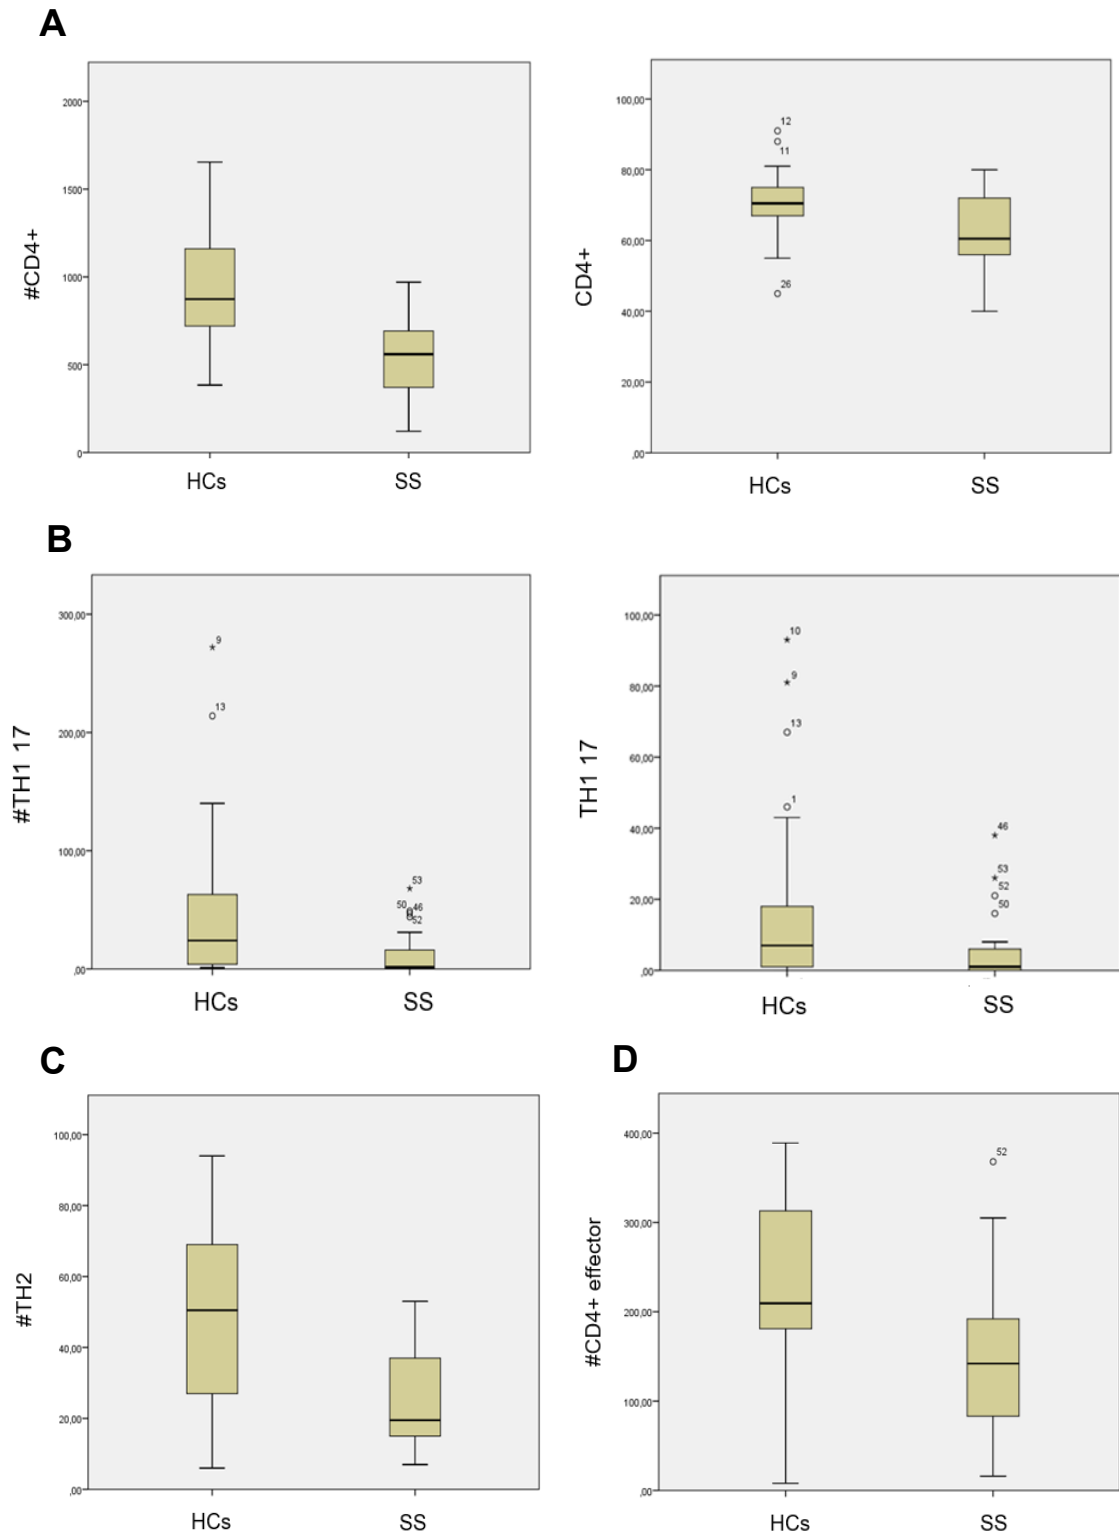 A
#CD4+
2000
1500
1000
500
0
HCs
SS
CD4+
100,00
80,00
60,00
40,00
20,00
,00
12
11
26
HCs
SS
B
#TH1 17
300,00
200,00
100,00
,00
9
13
53
50
46
52
HCs
SS
TH1 17
100,00
80,00
60,00
40,00
20,00
,00
10
9
13
1
46
53
52
50
HCs
SS
C
#TH2
100,00
80,00
60,00
40,00
20,00
,00
HCs
SS
D
#CD4+ effector
400,00
300,00
200,00
100,00
,00
52
HCs
SS